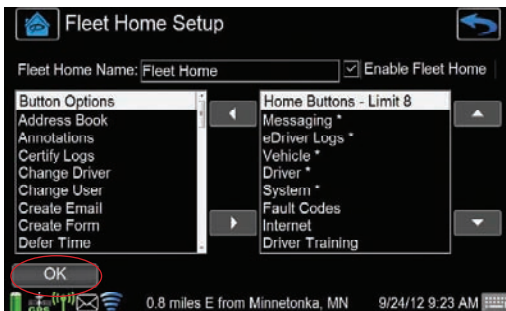 Fleet Home Setup
Fleet Home Name: Fleet Home Enable Fleet Home
Button Options
Address Book
Annotations
Certify Logs
Change Driver
Change User
Create Email
Create Form
Defer Time
Home Buttons - Limit 8
Messaging *
eDriver Logs *
Vehicle *
Driver *
System *
Fault Codes
Internet
Driver Training
OK
GPS 0.8 miles E from Minnetonka, MN 9/24/12 9:23 AM